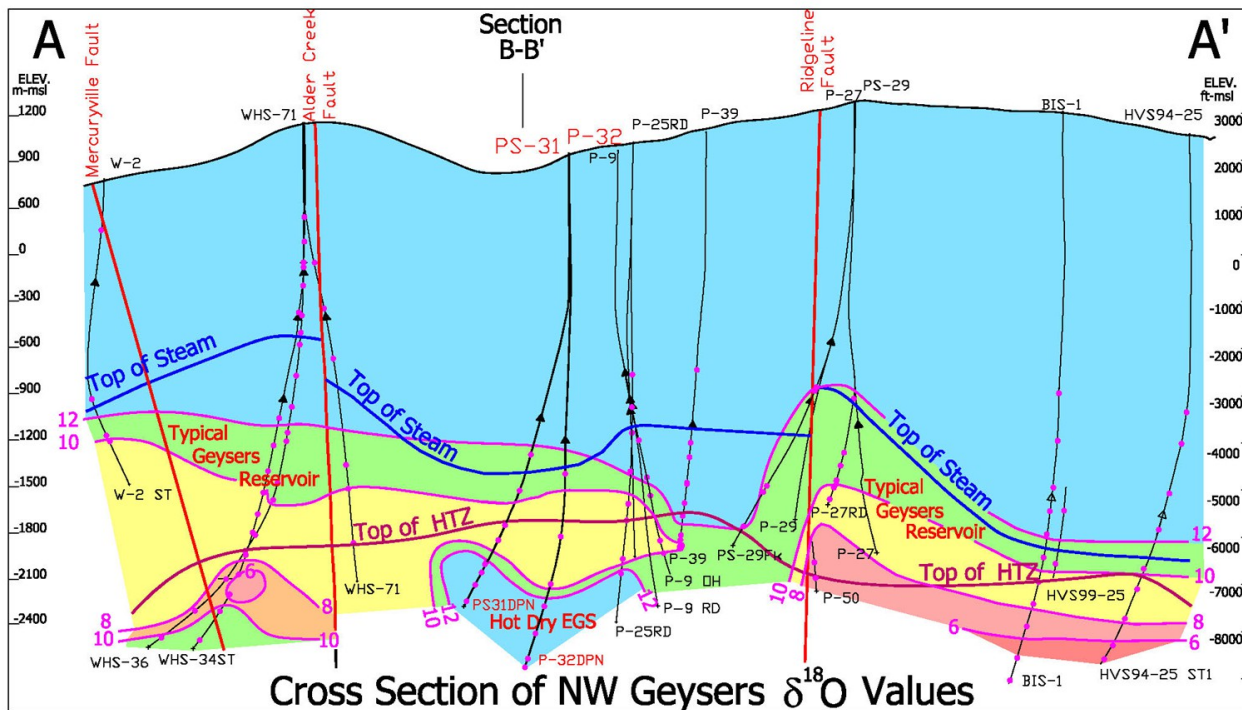 A
Mercuryville Fault
Alder Creek
Fault
Section
B-B'
Ridgeline
Fault
A'
ELEV.
m-msl
ELEV.
ft-msl
W-2
WHS-71
PS-31
P-32
P-9
P-25RD
P-39
P-27
PS-29
BIS-1
HVS94-25
1200
900
600
0
-300
-600
-900
-1200
-1500
-1800
-2100
-2400
3000
2000
1000
0
-1000
-2000
-3000
-4000
-5000
-6000
-7000
-8000
Top of Steam
Top of Steam
Top of Steam
12
10
Typical
Geysers
Reservoir
Typical
Geysers
Reservoir
W-2 ST
Top of HTZ
Top of HTZ
WHS-71
P-39
P-9 OH
P-9 RD
P-25RD
PS-29Fk
P-29
P-27RD
P-27
P-50
HVS99-25
12
10
8
6
6
6
8
10
10
10
12
12
10
8
PS31DPN
Hot Dry EGS
P-32DPN
WHS-36
WHS-34ST
BIS-1
HVS94-25 ST1
Cross Section of NW Geysers δ18O Values